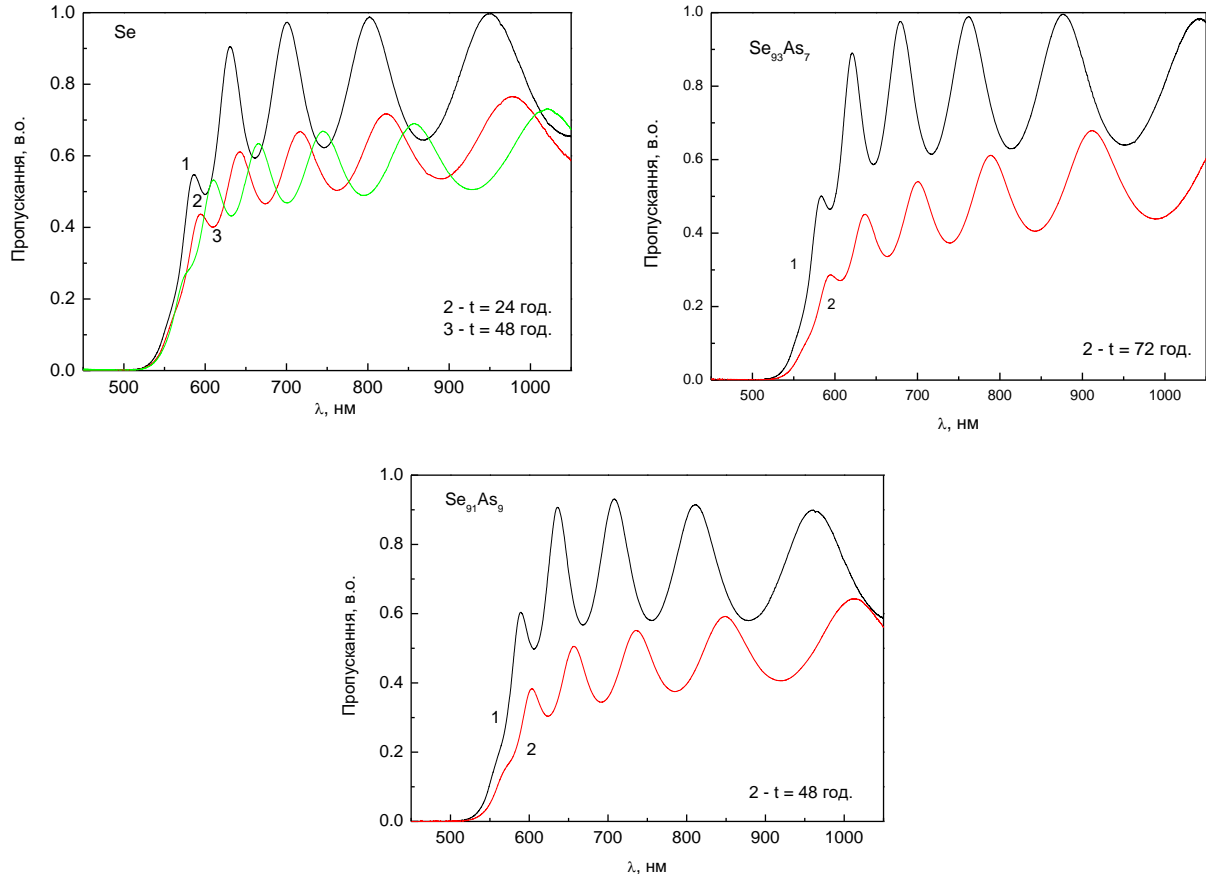 Se
Пропускання, в.о.
1.0
0.8
0.6
0.4
0.2
0.0
1
2
3
2 - t = 24 год.
3 - t = 48 год.
500 600 700 800 900 1000
λ, нм
Se₉₃As₇
Пропускання, в.о.
1.0
0.8
0.6
0.4
0.2
0.0
1
2
2 - t = 72 год.
500 600 700 800 900 1000
λ, нм
Se₉₁As₉
Пропускання, в.о.
1.0
0.8
0.6
0.4
0.2
0.0
1
2
2 - t = 48 год.
500 600 700 800 900 1000
λ, нм